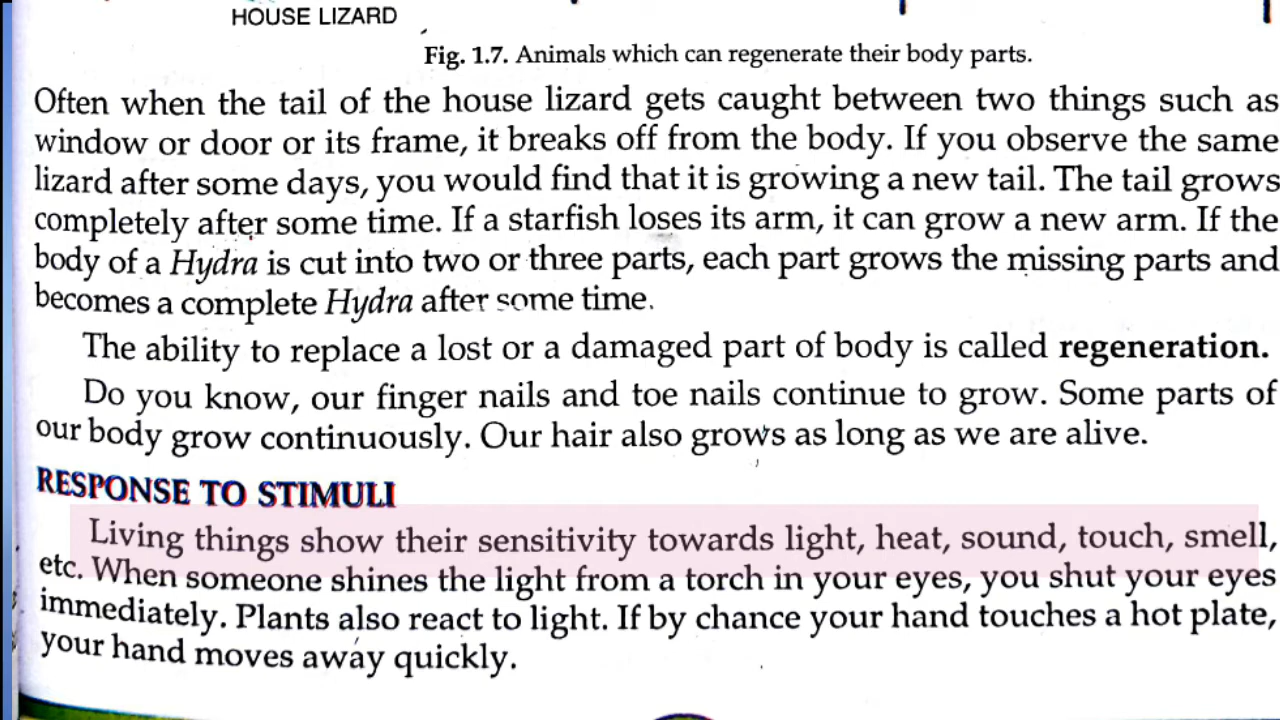 HOUSE LIZARD
Fig. 1.7. Animals which can regenerate their body parts.
Often when the tail of the house lizard gets caught between two things such as
window or door or its frame, it breaks off from the body. If you observe the same
lizard after some days, you would find that it is growing a new tail. The tail grows
completely after some time. If a starfish loses its arm, it can grow a new arm. If the
body of a Hydra is cut into two or three parts, each part grows the missing parts and
becomes a complete Hydra after some time.
The ability to replace a lost or a damaged part of body is called regeneration.
Do you know, our finger nails and toe nails continue to grow. Some parts of
our body grow continuously. Our hair also grows as long as we are alive.
RESPONSE TO STIMULI
Living things show their sensitivity towards light, heat, sound, touch, smell,
etc. When someone shines the light from a torch in your eyes, you shut your eyes
immediately. Plants also react to light. If by chance your hand touches a hot plate,
your hand moves away quickly.